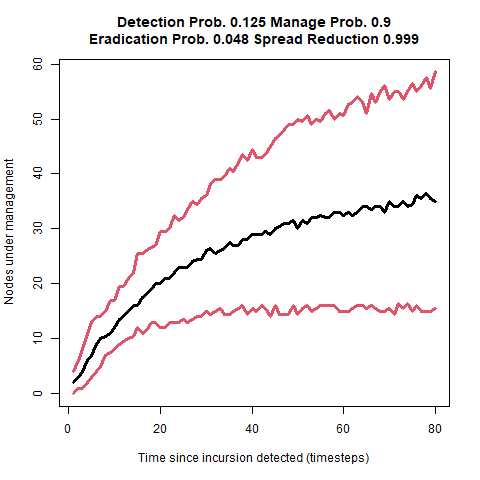 Detection Prob. 0.125 Manage Prob. 0.9
Eradication Prob. 0.048 Spread Reduction 0.999
Nodes under management
60
50
40
30
20
10
0
0 20 40 60 80
Time since incursion detected (timesteps)